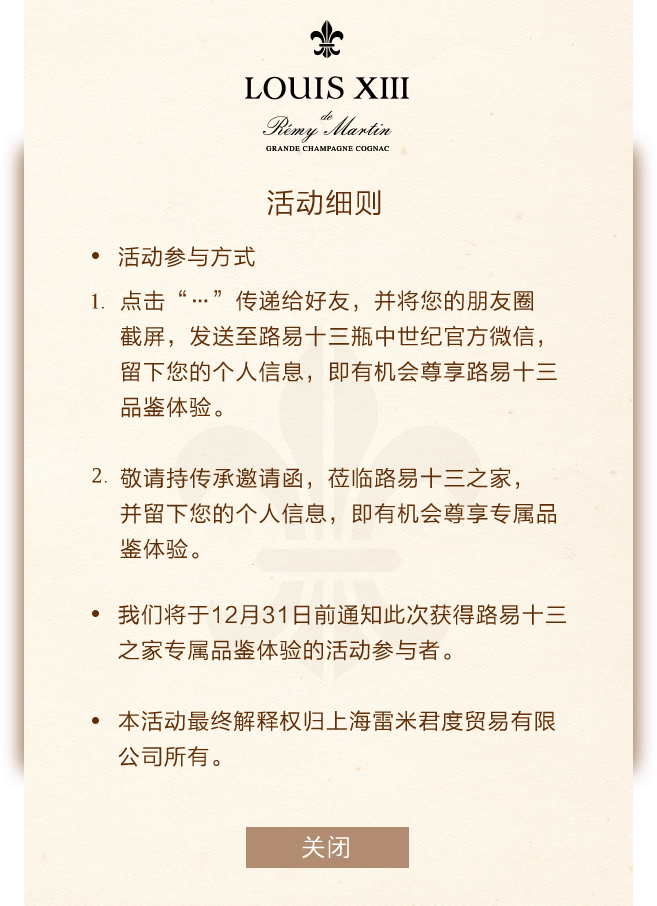 LOUIS XIII
de
Rémy Martin
GRANDE CHAMPAGNE COGNAC
活动细则
• 活动参与方式
1. 点击“…”传递给好友，并将您的朋友圈
截屏，发送至路易十三瓶中世纪官方微信，
留下您的个人信息，即有机会尊享路易十三
品鉴体验。
2. 敬请持传承邀请函，莅临路易十三之家，
并留下您的个人信息，即有机会尊享专属品
鉴体验。
• 我们将于12月31日前通知此次获得路易十三
之家专属品鉴体验的活动参与者。
• 本活动最终解释权归上海雷米君度贸易有限
公司所有。
关闭